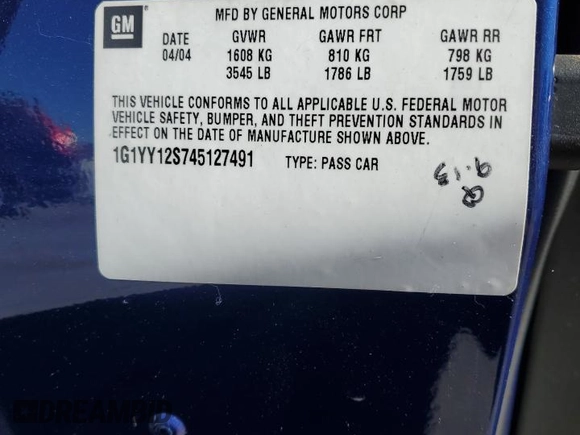 GM
MFD BY GENERAL MOTORS CORP
DATE GVWR GAWR FRT GAWR RR
04/04 1608 KG 810 KG 798 KG
3545 LB 1786 LB 1759 LB
THIS VEHICLE CONFORMS TO ALL APPLICABLE U.S. FEDERAL MOTOR
VEHICLE SAFETY, BUMPER, AND THEFT PREVENTION STANDARDS IN
EFFECT ON THE DATE OF MANUFACTURE SHOWN ABOVE.
1G1YY12S745127491 TYPE: PASS CAR
9.13